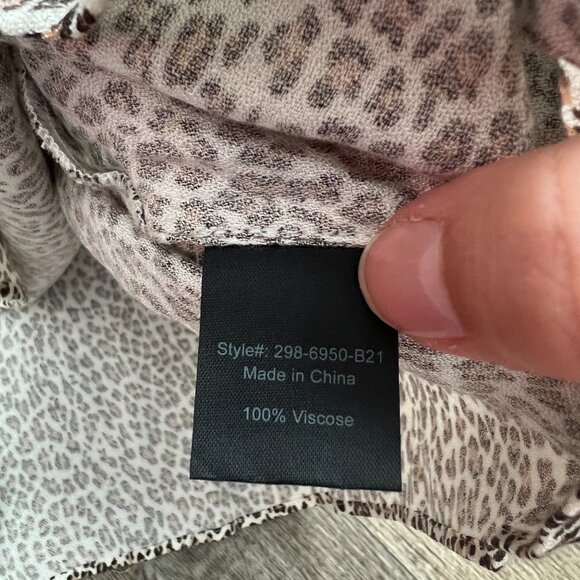 Style#: 298-6950-B21
Made in China
100% Viscose